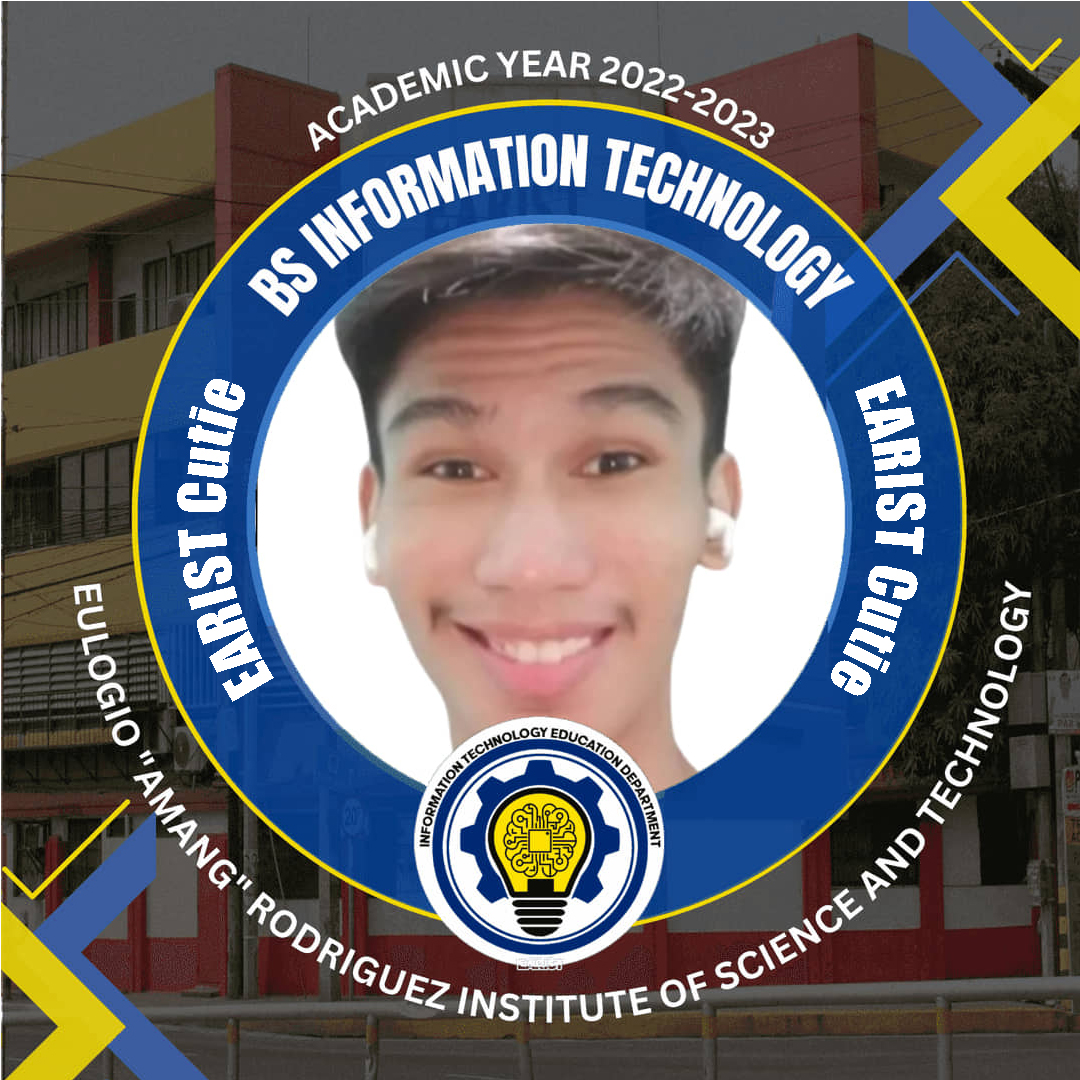 ACADEMIC YEAR 2022-2023
BS INFORMATION TECHNOLOGY
EARIST Cutie
EARIST Cutie
INFORMATION TECHNOLOGY EDUCATION DEPARTMENT
EARIST
EULOGIO "AMANG" RODRIGUEZ INSTITUTE OF SCIENCE AND TECHNOLOGY